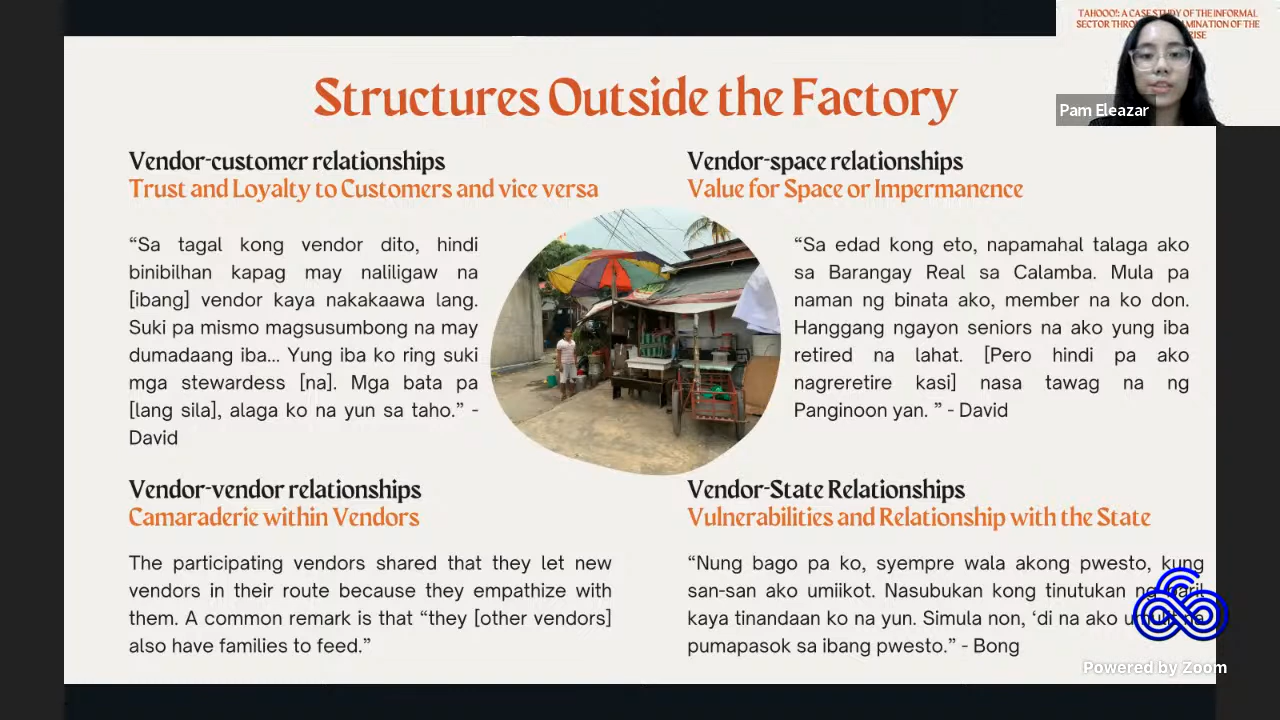 TAHOOO!: A CASE STUDY OF THE INFORMAL
SECTOR THRO AMINATION OF THE
RISE
Pam Eleazar
Structures Outside the Factory
Vendor-customer relationships
Trust and Loyalty to Customers and vice versa
“Sa tagal kong vendor dito, hindi
binibilhan kapag may naliligaw na
[ibang] vendor kaya nakakaawa lang.
Suki pa mismo magsusumbong na may
dumadaang iba... Yung iba ko ring suki
mga stewardess [na]. Mga bata pa
[lang sila], alaga ko na yun sa taho.” -
David
Vendor-space relationships
Value for Space or Impermanence
“Sa edad kong eto, napamahal talaga ako
sa Barangay Real sa Calamba. Mula pa
naman ng binata ako, member na ko don.
Hanggang ngayon seniors na ako yung iba
retired na lahat. [Pero hindi pa ako
nagreretire kasi] nasa tawag na ng
Panginoon yan. ” - David
Vendor-vendor relationships
Camaraderie within Vendors
The participating vendors shared that they let new
vendors in their route because they empathize with
them. A common remark is that “they [other vendors]
also have families to feed.”
Vendor-State Relationships
Vulnerabilities and Relationship with the State
“Nung bago pa ko, syempre wala akong pwesto, kung
san-san ako umiikot. Nasubukan kong tinutukan ng baril
kaya tinandaan ko na yun. Simula non, ‘di na ako na
pumapasok sa ibang pwesto.” - Bong
Powered by Zoom